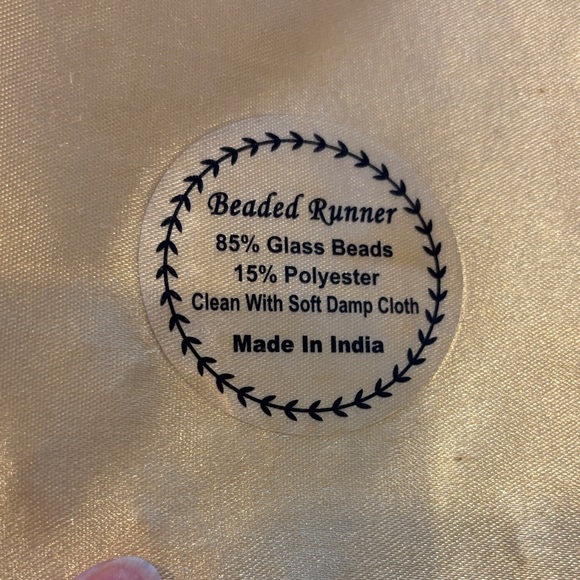 Beaded Runner
85% Glass Beads
15% Polyester
Clean With Soft Damp Cloth
Made In India